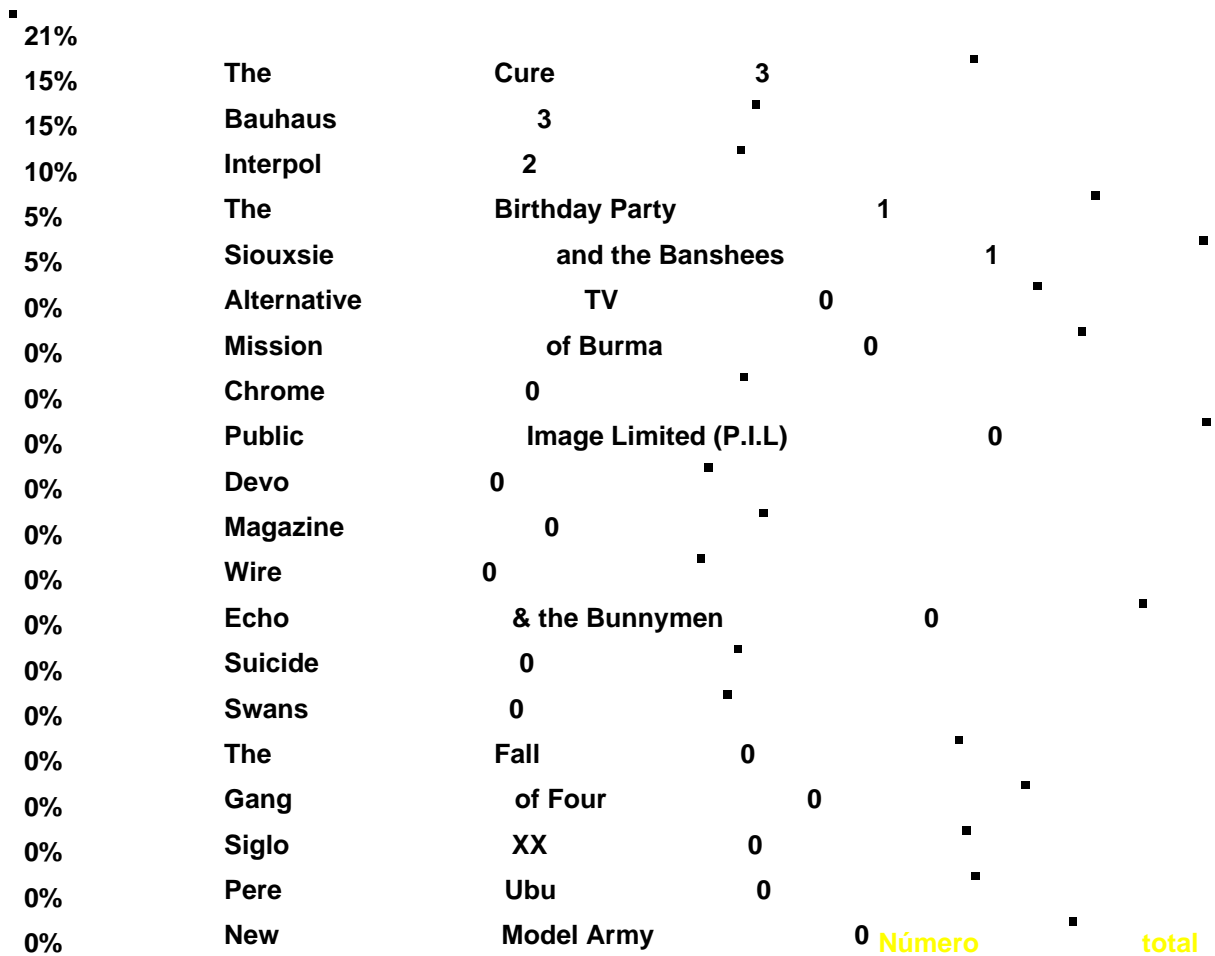 21%
15% The Cure 3
15% Bauhaus 3
10% Interpol 2
5% The Birthday Party 1
5% Siouxsie and the Banshees 1
0% Alternative TV 0
0% Mission of Burma 0
0% Chrome 0
0% Public Image Limited (P.I.L) 0
0% Devo 0
0% Magazine 0
0% Wire 0
0% Echo & the Bunnymen 0
0% Suicide 0
0% Swans 0
0% The Fall 0
0% Gang of Four 0
0% Siglo XX 0
0% Pere Ubu 0
0% New Model Army 0 Número total